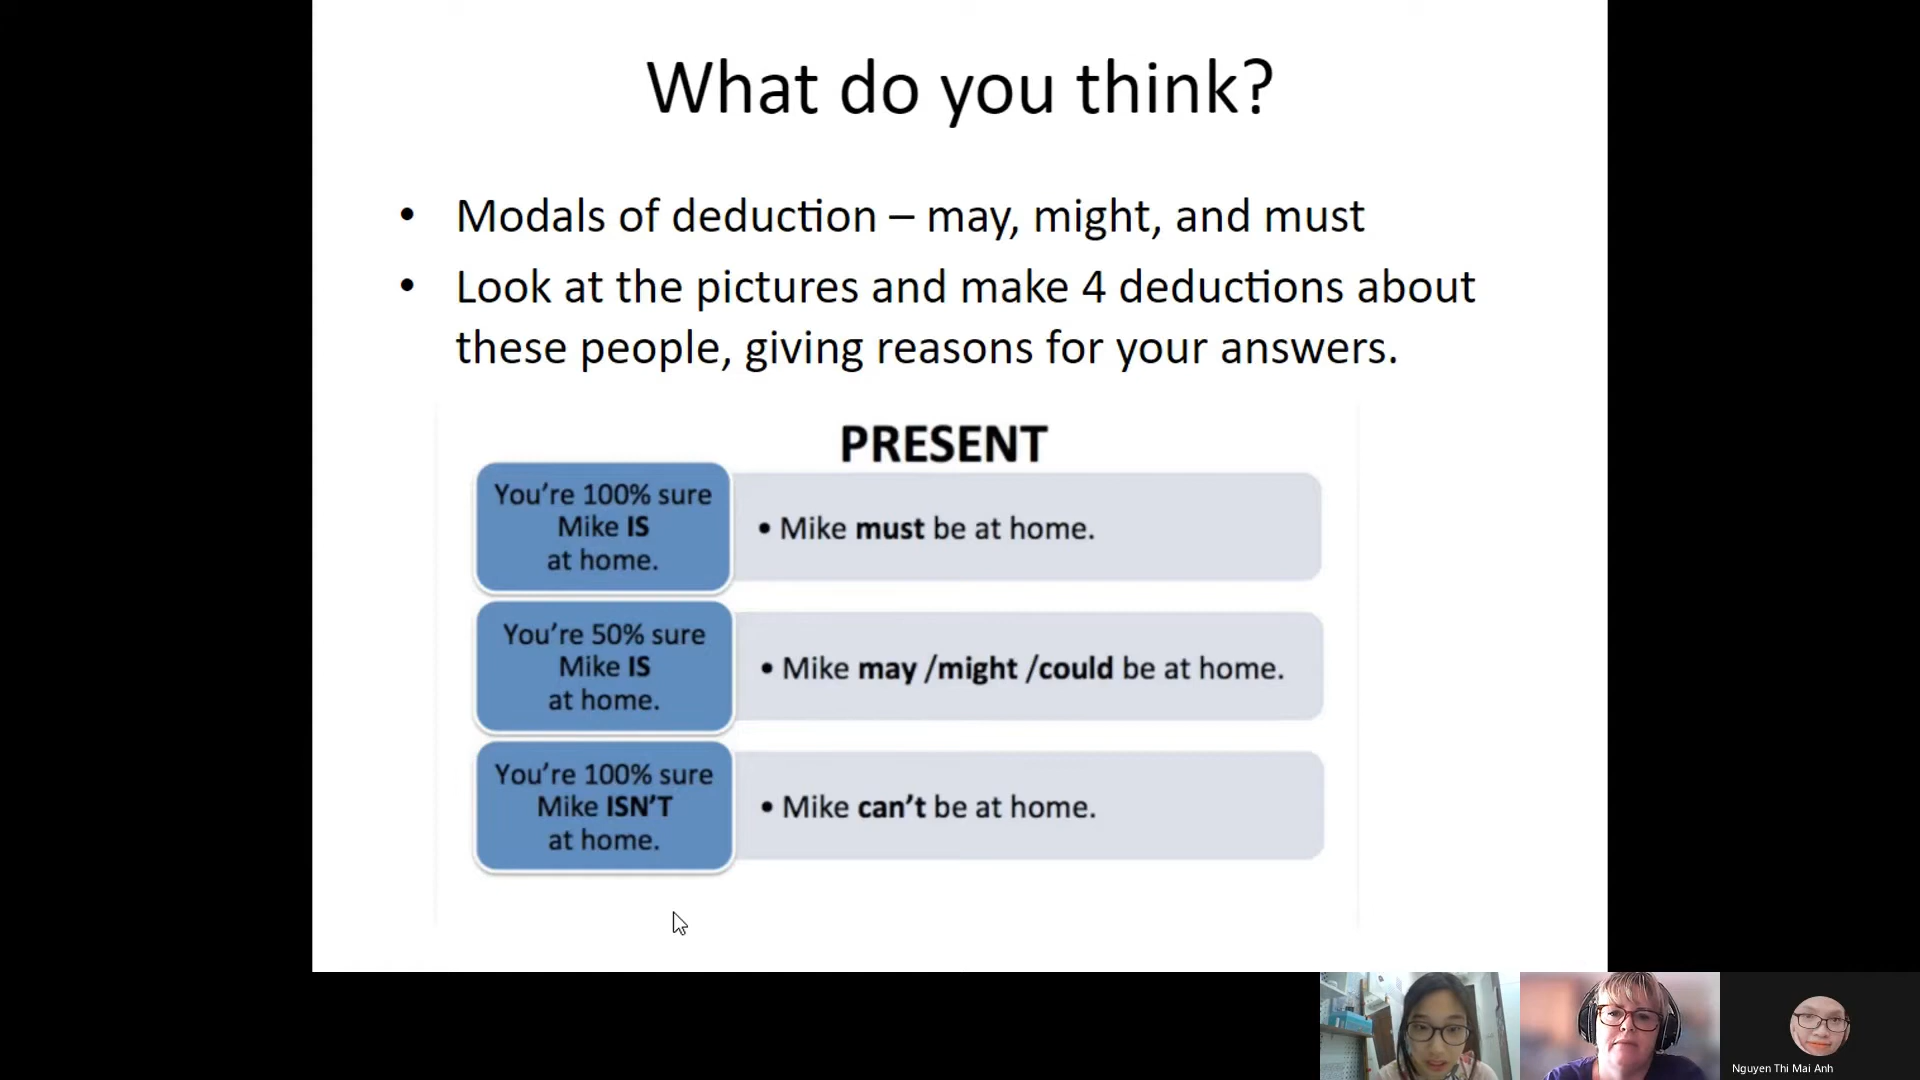 What do you think?
• Modals of deduction – may, might, and must
• Look at the pictures and make 4 deductions about
these people, giving reasons for your answers.
PRESENT
You're 100% sure
Mike IS
at home.
• Mike must be at home.
You're 50% sure
Mike IS
at home.
• Mike may /might /could be at home.
You're 100% sure
Mike ISN'T
at home.
• Mike can't be at home.
Nguyen Thi Mai Anh